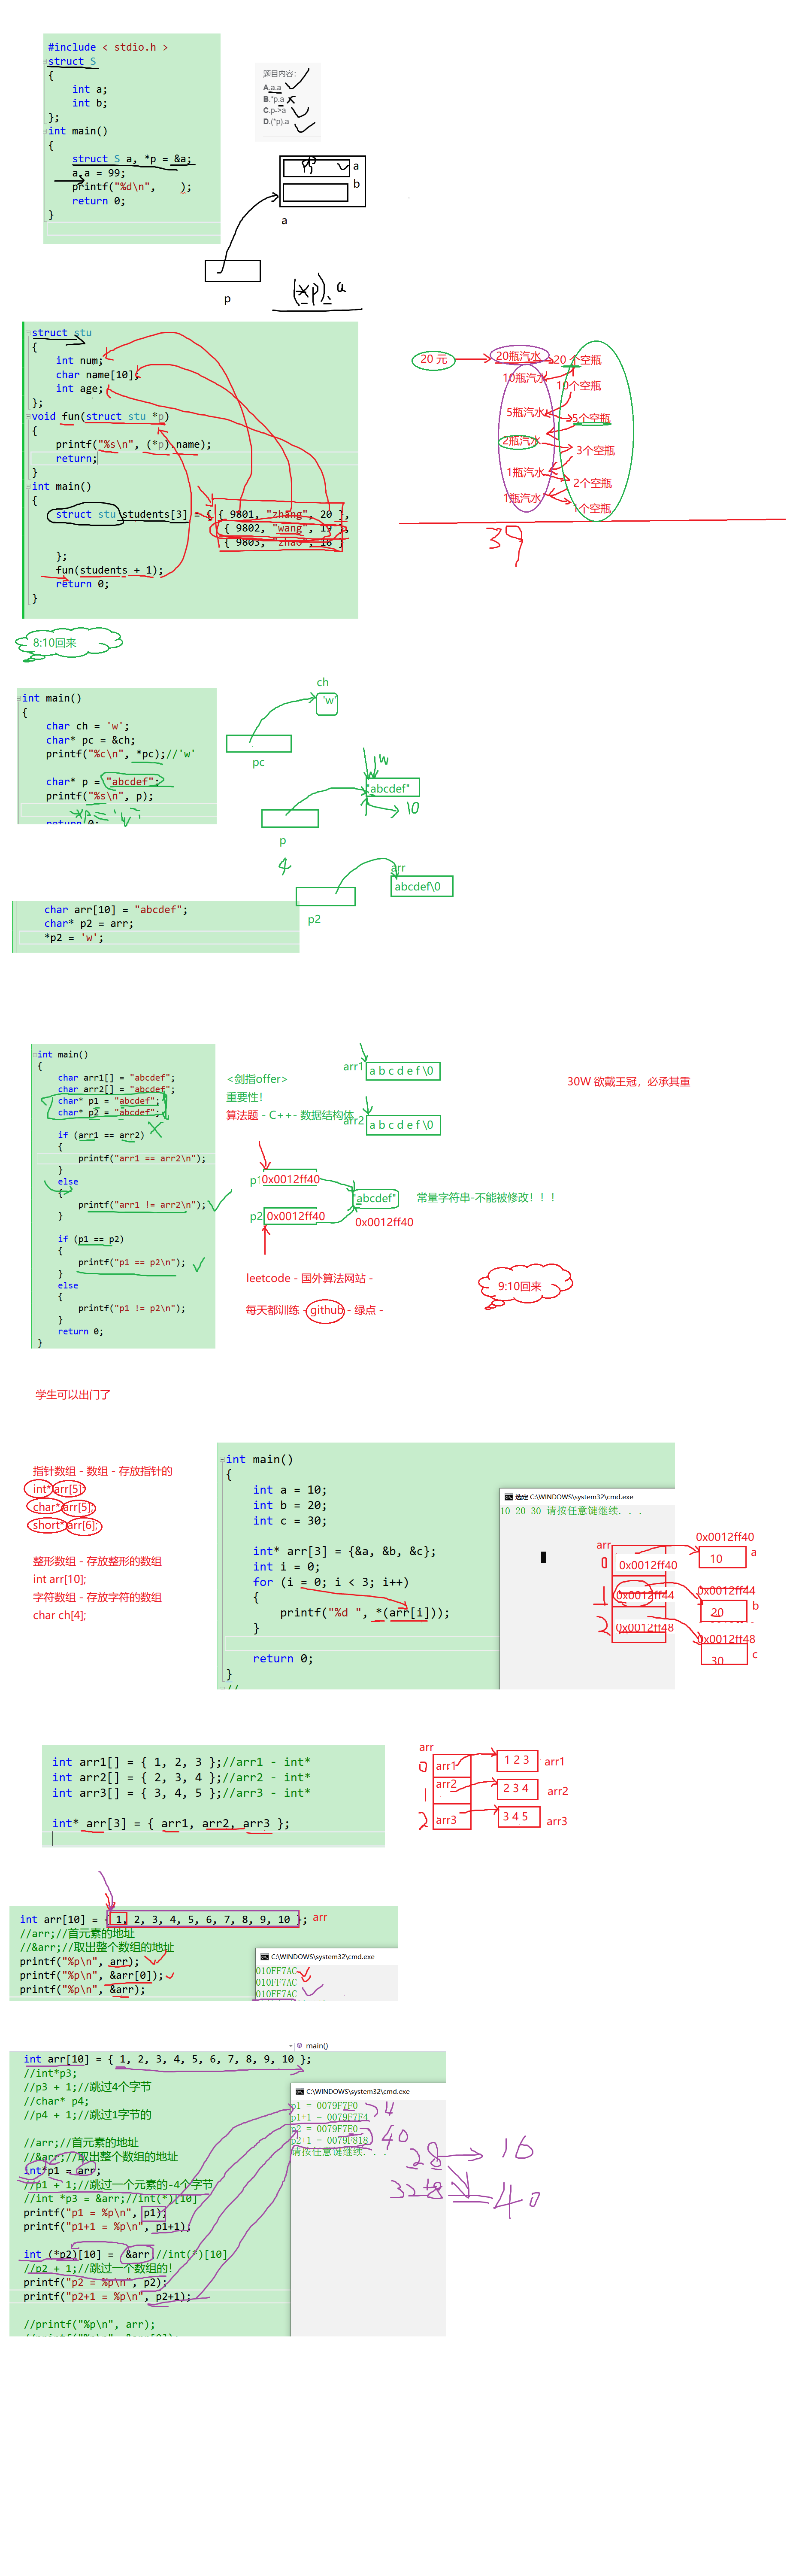 #include < stdio.h >
struct S
{
int a;
int b;
};
int main()
{
struct S a, *p = &a;
a.a = 99;
printf("%d\n",    );
return 0;
}
题目内容:
A.a.a
B.*p.a
C.p->a
D.(*p).a
a
b
a
p
(*p).a
struct stu
{
int num;
char name[10];
int age;
};
void fun(struct stu *p)
{
printf("%s\n", (*p).name);
return;
}
int main()
{
struct stu students[3] = { { 9801, "zhang", 20 },
{ 9802, "wang", 19 },
{ 9803, "zhao", 18 }
};
fun(students + 1);
return 0;
}
20 元
20瓶汽水
20 个空瓶
10瓶汽水
10个空瓶
5瓶汽水
5个空瓶
2瓶汽水
3个空瓶
1瓶汽水
2个空瓶
1瓶汽水
1个空瓶
39
8:10回来
int main()
{
char ch = 'w';
char* pc = &ch;
printf("%c\n", *pc);//'w'
char* p = "abcdef";
printf("%s\n", p);
*p = 'w';
return 0;
ch
'w'
pc
w
"abcdef"
10
p
4
arr
abcdef\0
p2
char arr[10] = "abcdef";
char* p2 = arr;
*p2 = 'w';
int main()
{
char arr1[] = "abcdef";
char arr2[] = "abcdef";
char* p1 = "abcdef";
char* p2 = "abcdef";
if (arr1 == arr2)
{
printf("arr1 == arr2\n");
}
else
{
printf("arr1 != arr2\n");
}
if (p1 == p2)
{
printf("p1 == p2\n");
}
else
{
printf("p1 != p2\n");
}
return 0;
}
<剑指offer>
重要性！
算法题 - C++- 数据结构体
arr1
a b c d e f \0
arr2
a b c d e f \0
30W 欲戴王冠，必承其重
p1
0x0012ff40
"abcdef"
常量字符串-不能被修改！！！
p2
0x0012ff40
0x0012ff40
leetcode - 国外算法网站 -
每天都训练 - github - 绿点 -
9:10回来
学生可以出门了
指针数组 - 数组 - 存放指针的
int* arr[5];
char* arr[5];
short* arr[6];
整形数组 - 存放整形的数组
int arr[10];
字符数组 - 存放字符的数组
char ch[4];
int main()
{
int a = 10;
int b = 20;
int c = 30;
int* arr[3] = {&a, &b, &c};
int i = 0;
for (i = 0; i < 3; i++)
{
printf("%d ", *(arr[i]));
}
return 0;
}
//
选定 C:\WINDOWS\system32\cmd.exe
10 20 30 请按任意键继续. . .
arr
0
0x0012ff40
1
0x0012ff44
2
0x0012ff48
0x0012ff40
10
a
0x0012ff44
20
b
0x0012ff48
30
c
int arr1[] = { 1, 2, 3 };//arr1 - int*
int arr2[] = { 2, 3, 4 };//arr2 - int*
int arr3[] = { 3, 4, 5 };//arr3 - int*
int* arr[3] = { arr1, arr2, arr3 };
arr
0
arr1
1 2 3
arr1
1
arr2
2 3 4
arr2
2
arr3
3 4 5
arr3
int arr[10] = { 1, 2, 3, 4, 5, 6, 7, 8, 9, 10 };
arr
//arr;//首元素的地址
//&arr;//取出整个数组的地址
printf("%p\n", arr);
printf("%p\n", &arr[0]);
printf("%p\n", &arr);
C:\WINDOWS\system32\cmd.exe
010FF7AC
010FF7AC
010FF7AC
main()
int arr[10] = { 1, 2, 3, 4, 5, 6, 7, 8, 9, 10 };
//int*p3;
//p3 + 1;//跳过4个字节
//char* p4;
//p4 + 1;//跳过1字节的
//arr;//首元素的地址
//&arr;//取出整个数组的地址
int*p1 = arr;
//p1 + 1;//跳过一个元素的-4个字节
//int *p3 = &arr;//int(*)[10]
printf("p1 = %p\n", p1);
printf("p1+1 = %p\n", p1+1);
int (*p2)[10] = &arr;//int(*)[10]
//p2 + 1;//跳过一个数组的!
printf("p2 = %p\n", p2);
printf("p2+1 = %p\n", p2+1);
//printf("%p\n", arr);
C:\WINDOWS\system32\cmd.exe
p1 = 0079F7F0
p1+1 = 0079F7F4
p2 = 0079F7F0
p2+1 = 0079F818
请按任意键继续. . .
4
40
28
16
32+8
40